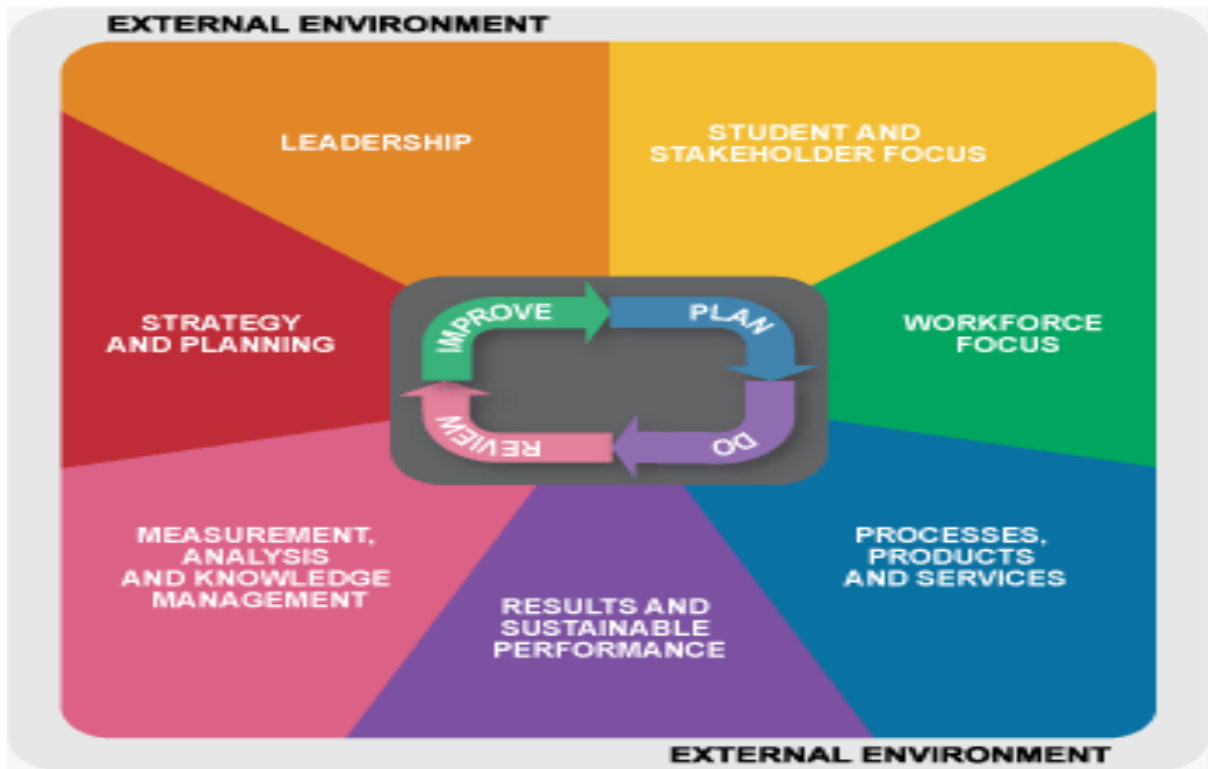 EXTERNAL ENVIRONMENT
LEADERSHIP
STUDENT AND
STAKEHOLDER FOCUS
STRATEGY
AND PLANNING
IMPROVE
PLAN
WORKFORCE
FOCUS
REVIEW
DO
MEASUREMENT,
ANALYSIS
AND KNOWLEDGE
MANAGEMENT
PROCESSES,
PRODUCTS
AND SERVICES
RESULTS AND
SUSTAINABLE
PERFORMANCE
EXTERNAL ENVIRONMENT